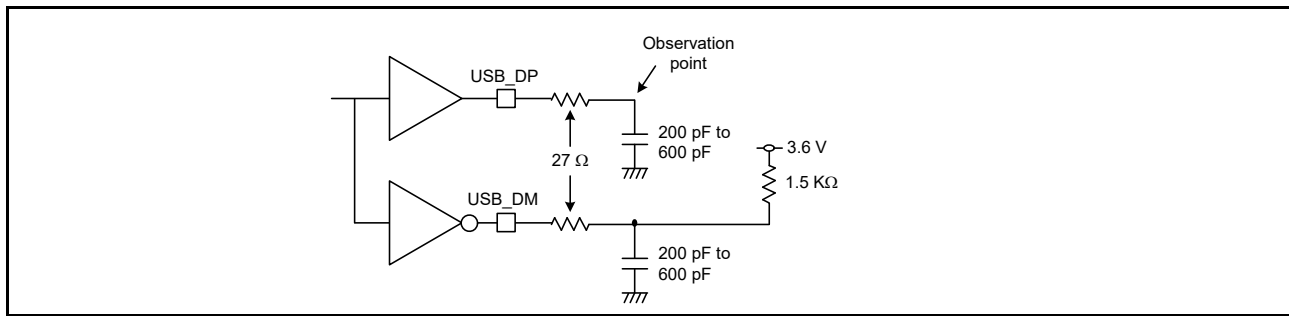 Observation
point
USB_DP
200 pF to
600 pF
27 Ω
3.6 V
1.5 KΩ
USB_DM
200 pF to
600 pF